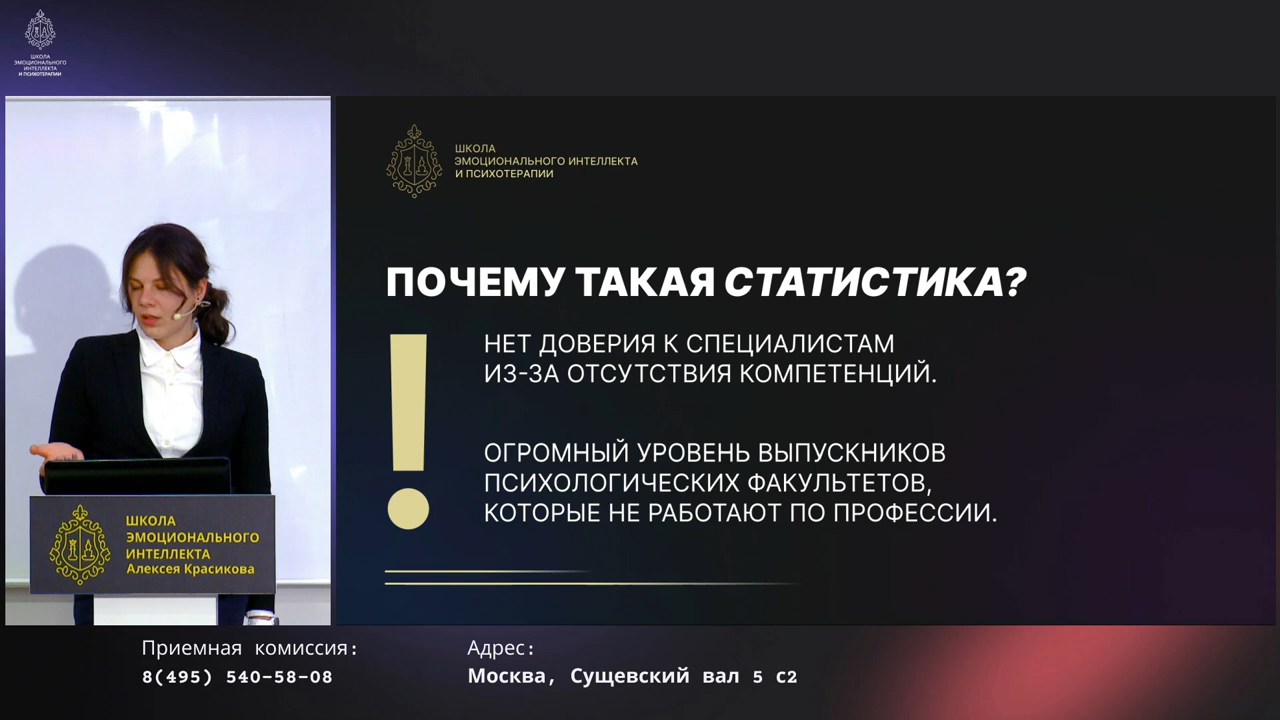 ШКОЛА
ЭМОЦИОНАЛЬНОГО
ИНТЕЛЛЕКТА
И ПСИХОТЕРАПИИ
ШКОЛА
ЭМОЦИОНАЛЬНОГО ИНТЕЛЛЕКТА
И ПСИХОТЕРАПИИ
ПОЧЕМУ ТАКАЯ СТАТИСТИКА?
!
НЕТ ДОВЕРИЯ К СПЕЦИАЛИСТАМ
ИЗ-ЗА ОТСУТСТВИЯ КОМПЕТЕНЦИЙ.
ОГРОМНЫЙ УРОВЕНЬ ВЫПУСКНИКОВ
ПСИХОЛОГИЧЕСКИХ ФАКУЛЬТЕТОВ,
КОТОРЫЕ НЕ РАБОТАЮТ ПО ПРОФЕССИИ.
ШКОЛА
ЭМОЦИОНАЛЬНОГО
ИНТЕЛЛЕКТА
Алексея Красикова
Приемная комиссия:
8(495) 540-58-08
Адрес:
Москва, Сущевский вал 5 с2